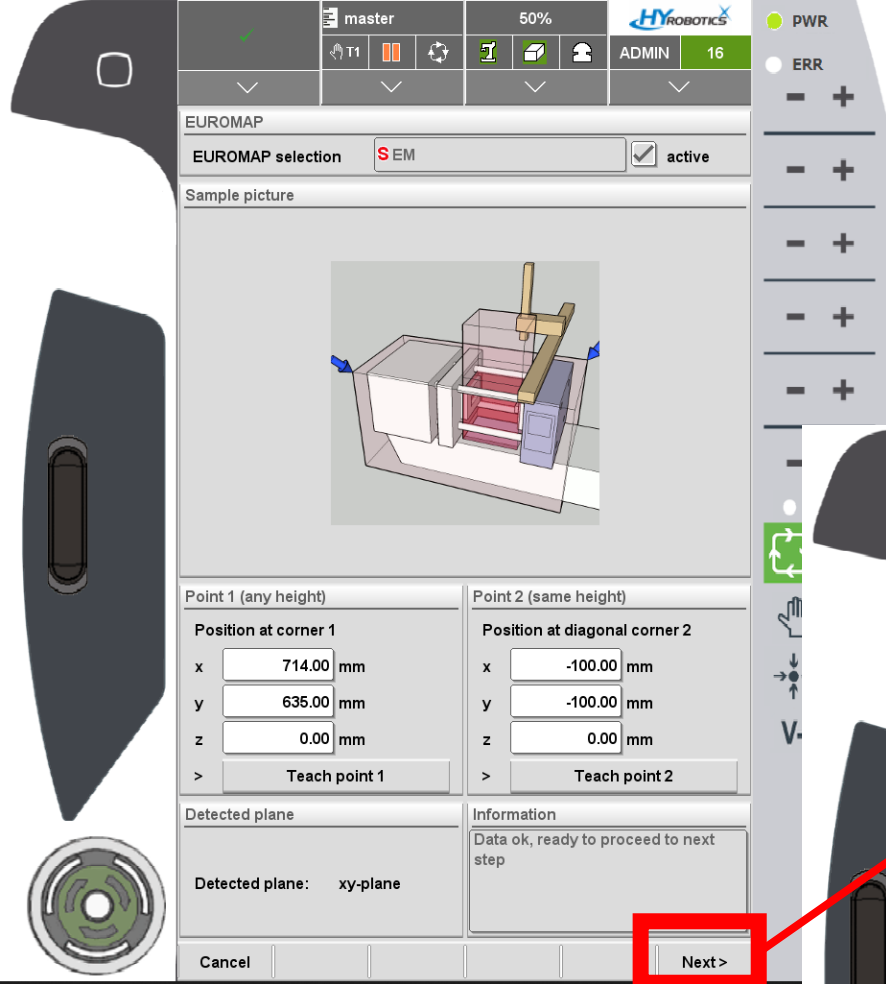 master
50%
HYROBOTICS
PWR
T1
ADMIN
16
ERR
- +
EUROMAP
EUROMAP selection
S EM
active
- +
Sample picture
- +
- +
- +
-
Point 1 (any height)
Point 2 (same height)
Position at corner 1
Position at diagonal corner 2
x 714.00 mm
x -100.00 mm
y 635.00 mm
y -100.00 mm
z 0.00 mm
z 0.00 mm
> Teach point 1
> Teach point 2
V-
Detected plane
Information
Data ok, ready to proceed to next
step
Detected plane: xy-plane
Cancel
Next >